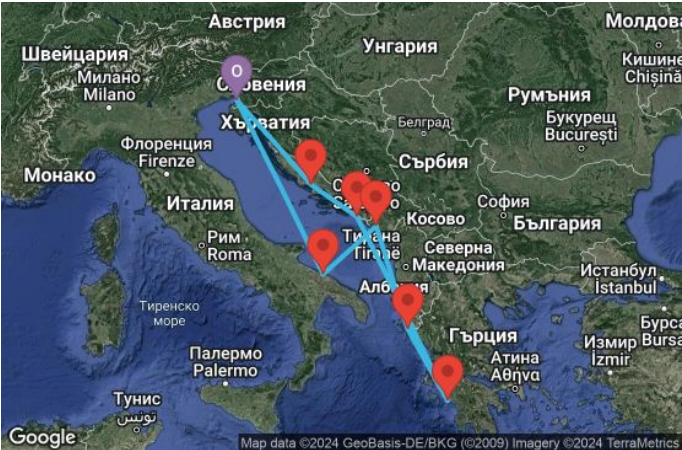 Австрия
Молдова
Унгария
Швейцария
Кишине
Chișină
Милано
Milano
О
Словения
Румъния
Хърватия
Белград
Букурещ
București
Флоренция
Firenze
Сърбия
Монако
София
Италия
Косово
България
Рим
Roma
Тирана
Tiranë
Северна
Македония
Истанбул
İstanbul
Албания
Тиренско
море
Гърция
Бурса
Bursa
Измир
İzmir
Палермо
Palermo
Атина
Αθήνα
Тунис
تونس
Google
Map data ©2024 GeoBasis-DE/BKG (©2009) Imagery ©2024 TerraMetrics